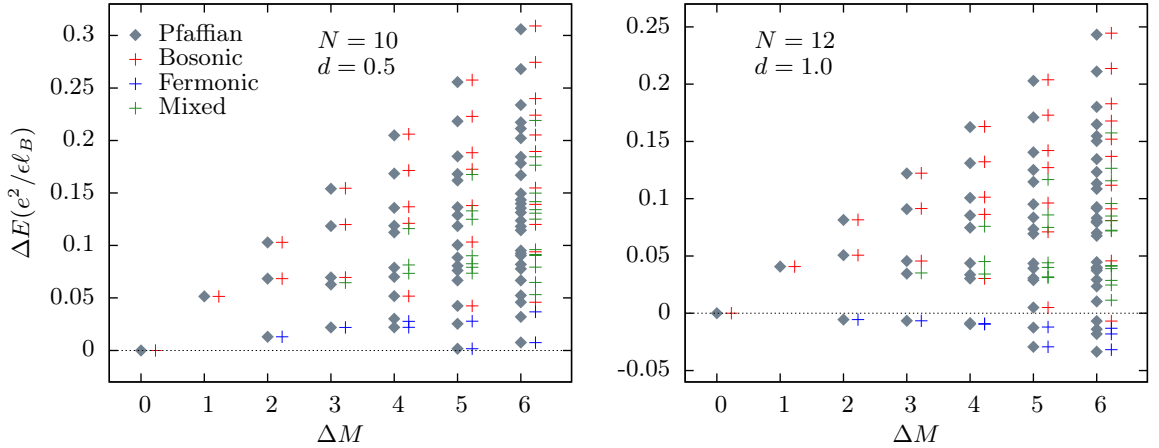 Pfaffian
Bosonic
Fermonic
Mixed
N = 10
d = 0.5
0.3
0.25
0.2
0.15
0.1
0.05
0
ΔE(e²/ϵℓ_B)
0 1 2 3 4 5 6
ΔM
N = 12
d = 1.0
0.25
0.2
0.15
0.1
0.05
0
-0.05
0 1 2 3 4 5 6
ΔM